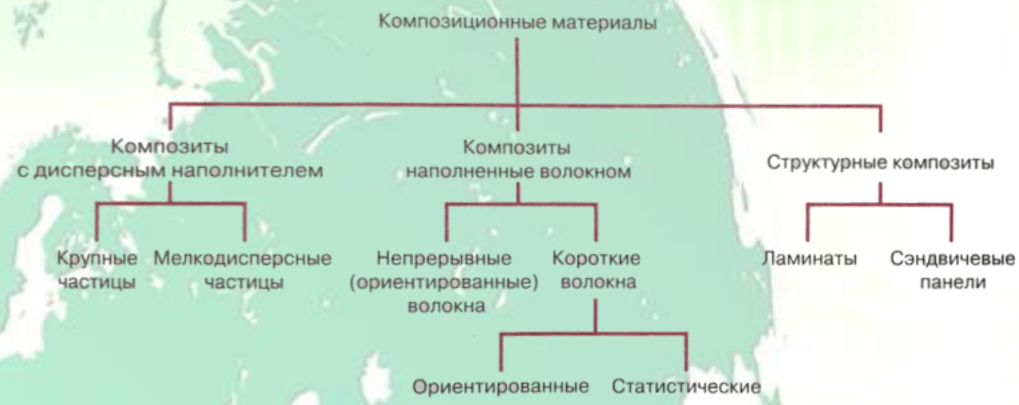 Композиционные материалы
Композиты
с дисперсным наполнителем
Композиты
наполненные волокном
Структурные композиты
Крупные
частицы
Мелкодисперсные
частицы
Непрерывные
(ориентированные)
волокна
Короткие
волокна
Ламинаты
Сэндвичевые
панели
Ориентированные
Статистические